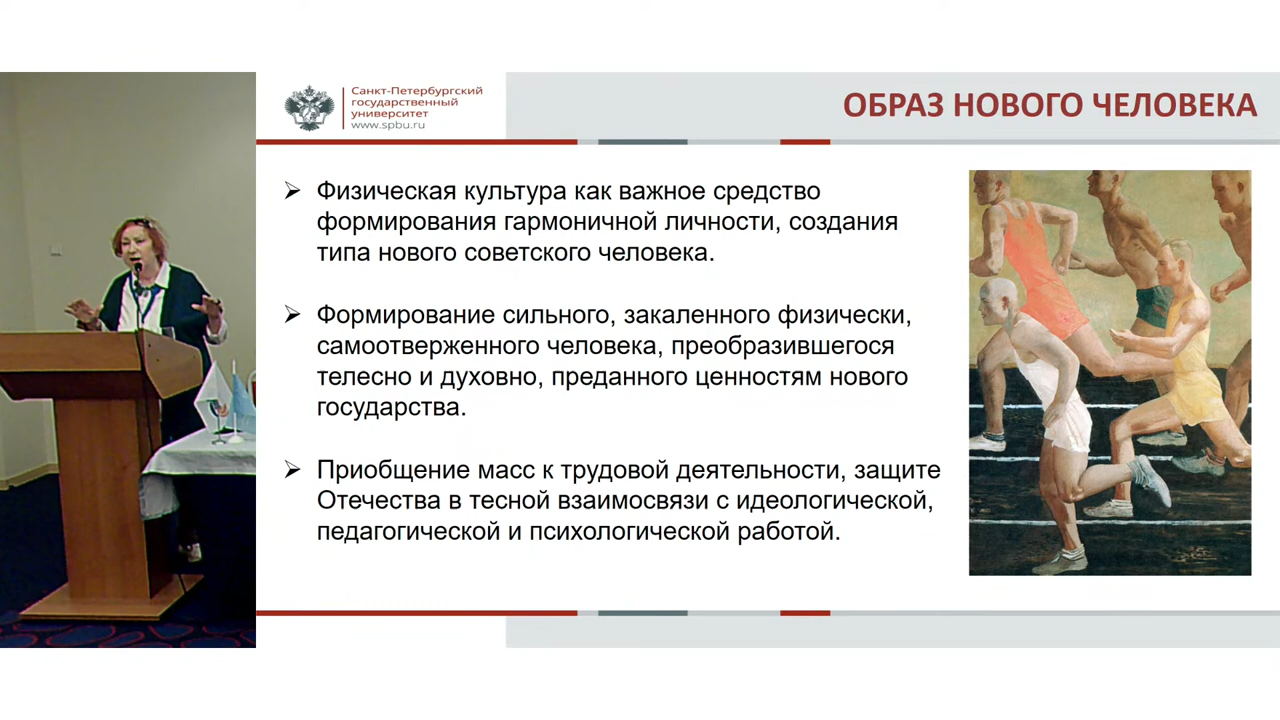 Санкт-Петербургский
государственный
университет
www.spbu.ru
ОБРАЗ НОВОГО ЧЕЛОВЕКА
Физическая культура как важное средство
формирования гармоничной личности, создания
типа нового советского человека.
Формирование сильного, закаленного физически,
самоотверженного человека, преобразившегося
телесно и духовно, преданного ценностям нового
государства.
Приобщение масс к трудовой деятельности, защите
Отечества в тесной взаимосвязи с идеологической,
педагогической и психологической работой.